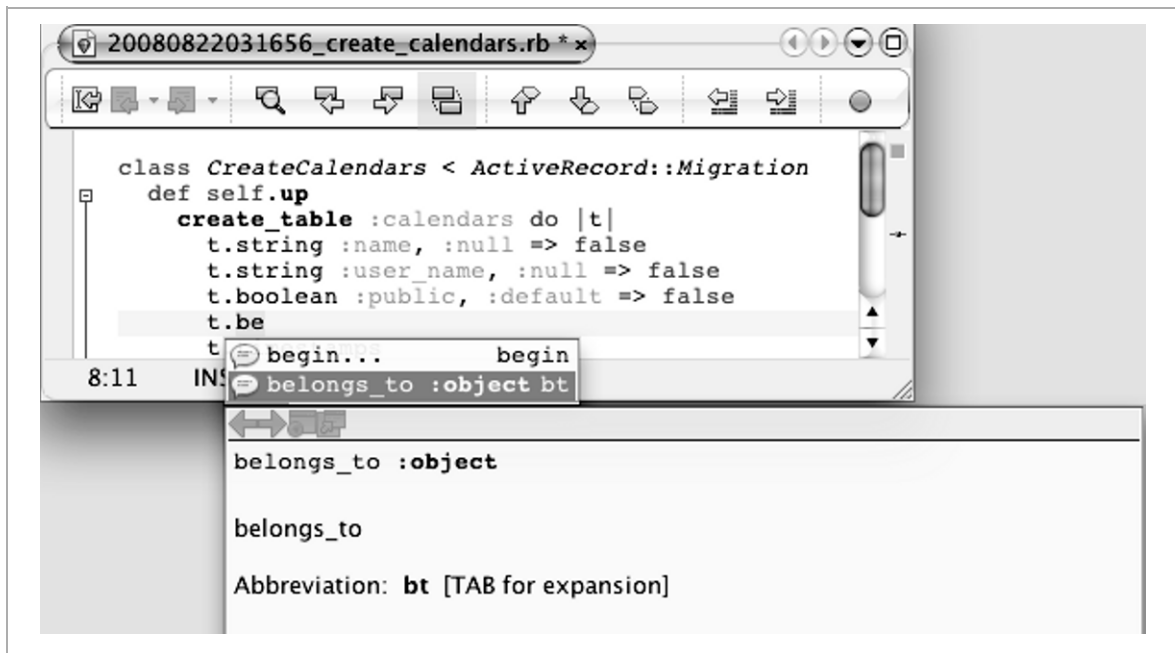 20080822031656_create_calendars.rb * x
class CreateCalendars < ActiveRecord::Migration
def self.up
create_table :calendars do |t|
t.string :name, :null => false
t.string :user_name, :null => false
t.boolean :public, :default => false
t.be
t
begin... begin
8:11 INS
belongs_to :object bt
belongs_to :object
belongs_to
Abbreviation: bt [TAB for expansion]